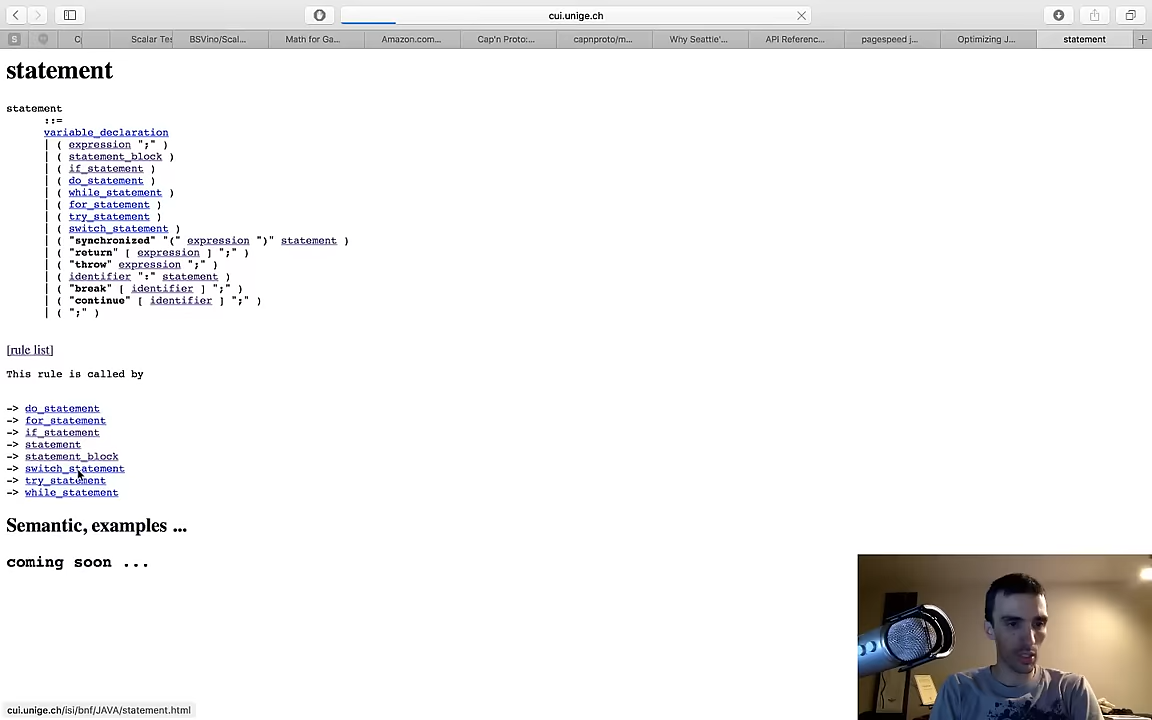 cui.unige.ch
S
C
Scalar Tes
BSVino/Scal...
Math for Ga...
Amazon.com...
Cap'n Proto:...
capnproto/m...
Why Seattle'...
API Referenc...
pagespeed j...
Optimizing J...
statement
statement
statement
::=
variable_declaration
| ( expression ";" )
| ( statement_block )
| ( if_statement )
| ( do_statement )
| ( while_statement )
| ( for_statement )
| ( try_statement )
| ( switch_statement )
| ( "synchronized" "(" expression ")" statement )
| ( "return" [ expression ] ";" )
| ( "throw" expression ";" )
| ( identifier ":" statement )
| ( "break" [ identifier ] ";" )
| ( "continue" [ identifier ] ";" )
| ( ";" )
[rule list]
This rule is called by
-> do_statement
-> for_statement
-> if_statement
-> statement
-> statement_block
-> switch_statement
-> try_statement
-> while_statement
Semantic, examples ...
coming soon ...
cui.unige.ch/isi/bnf/JAVA/statement.html